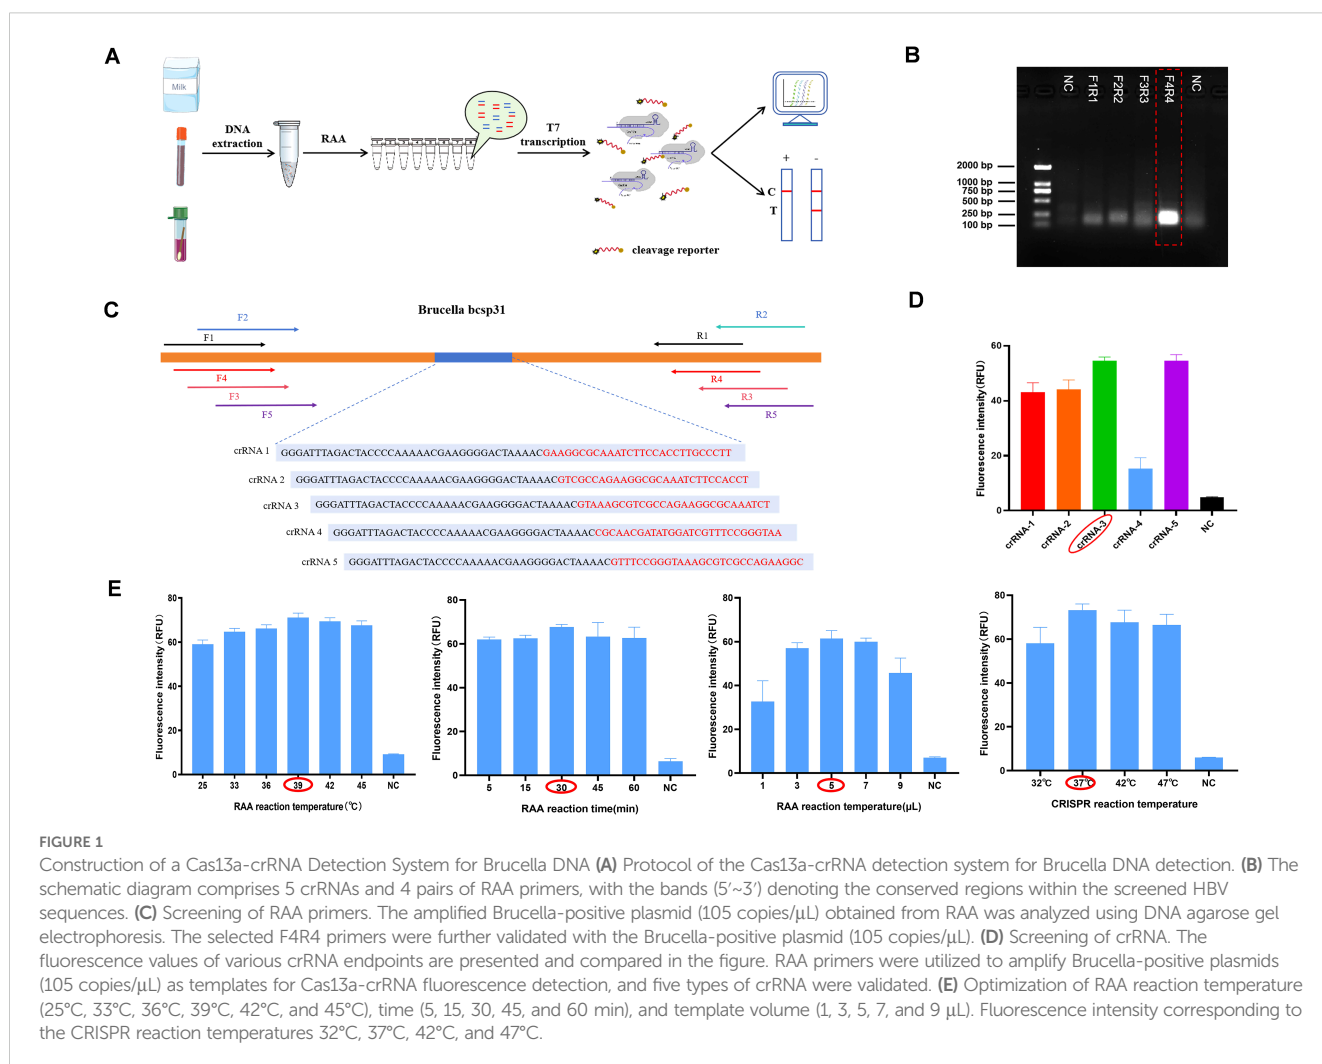 A
Milk
DNA
extraction
RAA
T7
transcription
cleavage reporter
+ -
C
T
B
NC F1R1 F2R2 F3R3 F4R4 NC
2000 bp
1000 bp
750 bp
500 bp
250 bp
100 bp
C
Brucella bcsp31
F2
F1
F4
F3
F5
R2
R1
R4
R3
R5
crRNA 1 GGGATTTAGACTACCCCAAAAACGAAGGGGACTAAAACGAAGGCGCAAATCTTCCACCTTGCCCTT
crRNA 2 GGGATTTAGACTACCCCAAAAACGAAGGGGACTAAAACGTCGCCAGAAGGCGCAAATCTTCCACCT
crRNA 3 GGGATTTAGACTACCCCAAAAACGAAGGGGACTAAAACGTAAAGCGTCGCCAGAAGGCGCAAATCT
crRNA 4 GGGATTTAGACTACCCCAAAAACGAAGGGGACTAAAACCGCAACGATATGGATCGTTTCCGGGTAA
crRNA 5 GGGATTTAGACTACCCCAAAAACGAAGGGGACTAAAACGTTTCCGGGTAAAGCGTCGCCAGAAGGC
D
Fluorescence intensity(RFU)
60
40
20
0
crRNA-1 crRNA-2 crRNA-3 crRNA-4 crRNA-5 NC
E
Fluorescence intensity (RFU)
80
60
40
20
0
25 33 36 39 42 45 NC
RAA reaction temperature(℃)
Fluorescence intensity (RFU)
80
60
40
20
0
5 15 30 45 60 NC
RAA reaction time(min)
Fluorescence intensity (RFU)
80
60
40
20
0
1 3 5 7 9 NC
RAA reaction temperature(μL)
Fluorescence intensity (RFU)
80
60
40
20
0
32℃ 37℃ 42℃ 47℃ NC
CRISPR reaction temperature
FIGURE 1
Construction of a Cas13a-crRNA Detection System for Brucella DNA (A) Protocol of the Cas13a-crRNA detection system for Brucella DNA detection. (B) The
schematic diagram comprises 5 crRNAs and 4 pairs of RAA primers, with the bands (5′~3′) denoting the conserved regions within the screened HBV
sequences. (C) Screening of RAA primers. The amplified Brucella-positive plasmid (105 copies/μL) obtained from RAA was analyzed using DNA agarose gel
electrophoresis. The selected F4R4 primers were further validated with the Brucella-positive plasmid (105 copies/μL). (D) Screening of crRNA. The
fluorescence values of various crRNA endpoints are presented and compared in the figure. RAA primers were utilized to amplify Brucella-positive plasmids
(105 copies/μL) as templates for Cas13a-crRNA fluorescence detection, and five types of crRNA were validated. (E) Optimization of RAA reaction temperature
(25°C, 33°C, 36°C, 39°C, 42°C, and 45°C), time (5, 15, 30, 45, and 60 min), and template volume (1, 3, 5, 7, and 9 μL). Fluorescence intensity corresponding to
the CRISPR reaction temperatures 32°C, 37°C, 42°C, and 47°C.